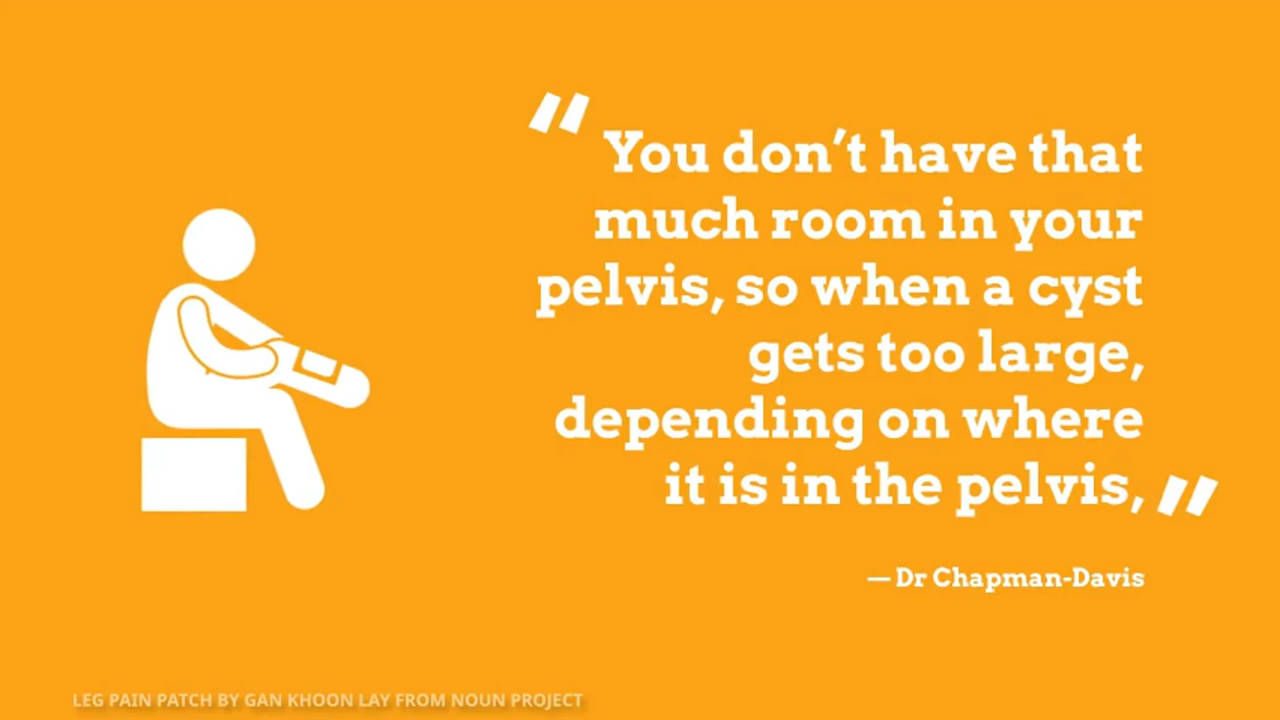 “ You don’t have that
much room in your
pelvis, so when a cyst
gets too large,
depending on where
it is in the pelvis, ”
— Dr Chapman-Davis
LEG PAIN PATCH BY GAN KHOON LAY FROM NOUN PROJECT